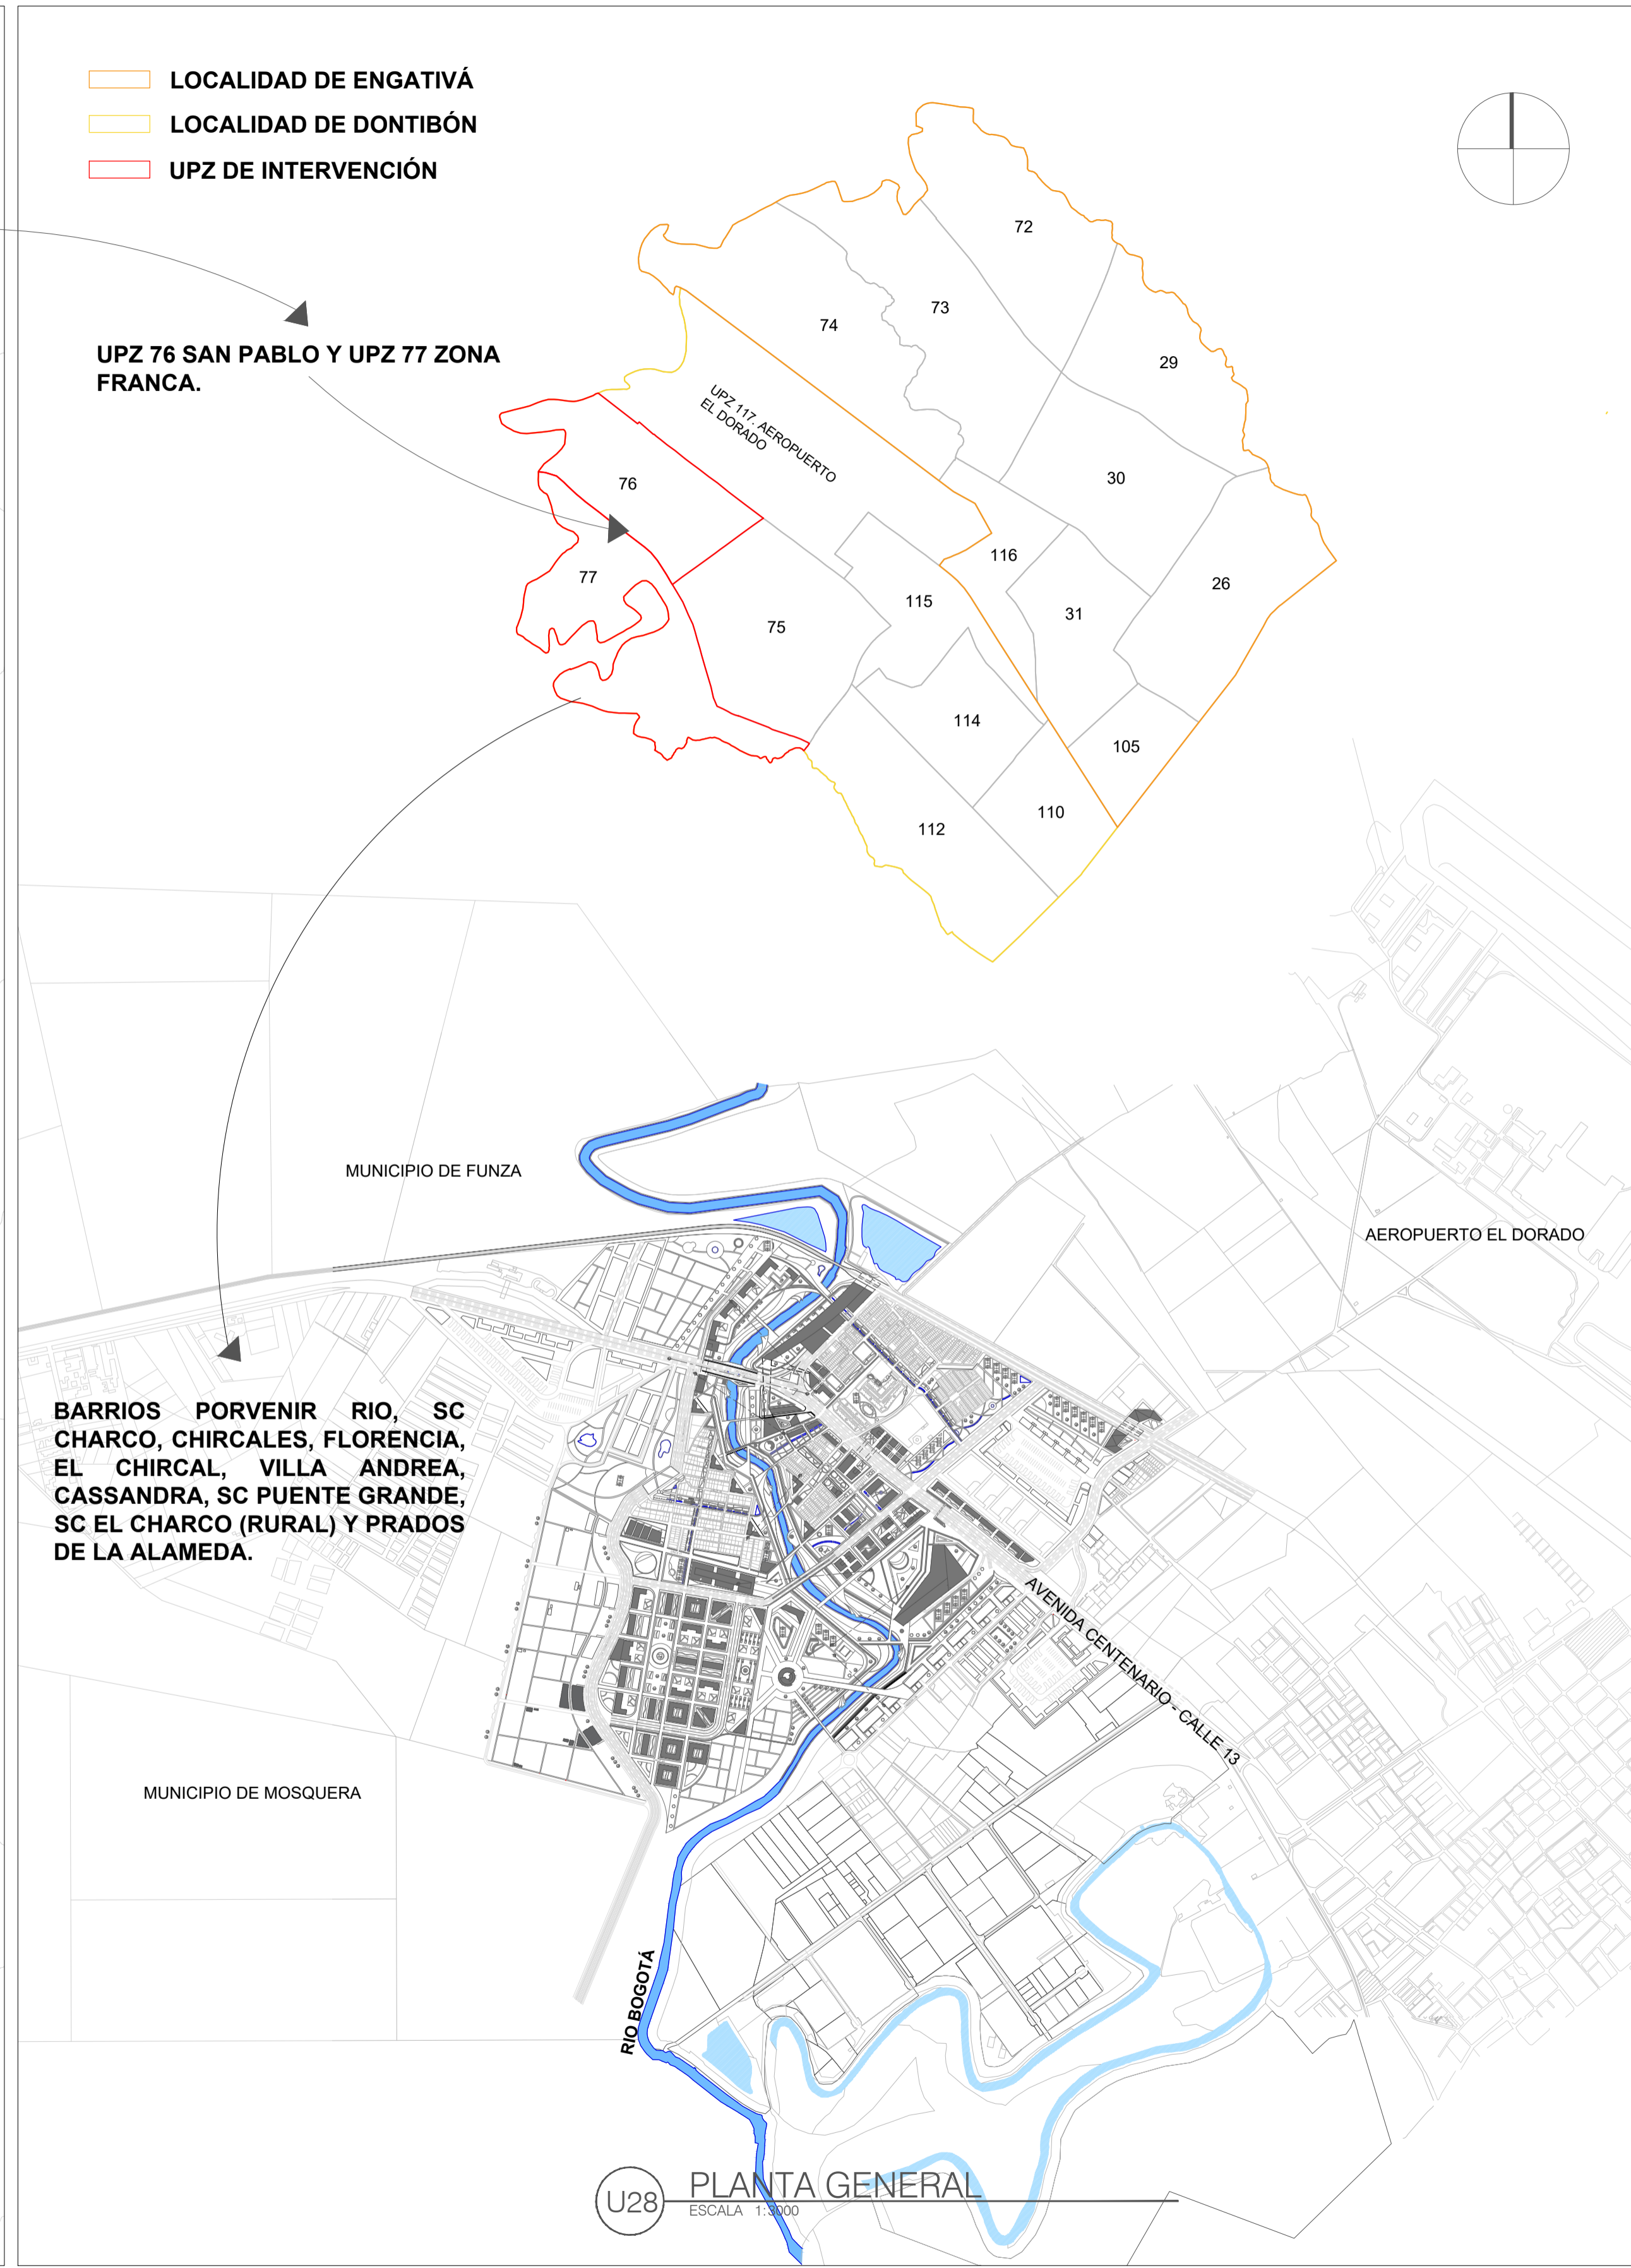 LOCALIDAD DE ENGATIVÁ
LOCALIDAD DE DONTIBÓN
UPZ DE INTERVENCIÓN
UPZ 76 SAN PABLO Y UPZ 77 ZONA
FRANCA.
72
73
74
29
UPZ 117. AEROPUERTO
EL DORADO
30
76
116
26
77
115
31
75
114
105
110
112
MUNICIPIO DE FUNZA
AEROPUERTO EL DORADO
BARRIOS PORVENIR RIO, SC
CHARCO, CHIRCALES, FLORENCIA,
EL CHIRCAL, VILLA ANDREA,
CASSANDRA, SC PUENTE GRANDE,
SC EL CHARCO (RURAL) Y PRADOS
DE LA ALAMEDA.
AVENIDA CENTENARIO - CALLE 13
MUNICIPIO DE MOSQUERA
RIO BOGOTÁ
U28
PLANTA GENERAL
ESCALA 1:3000